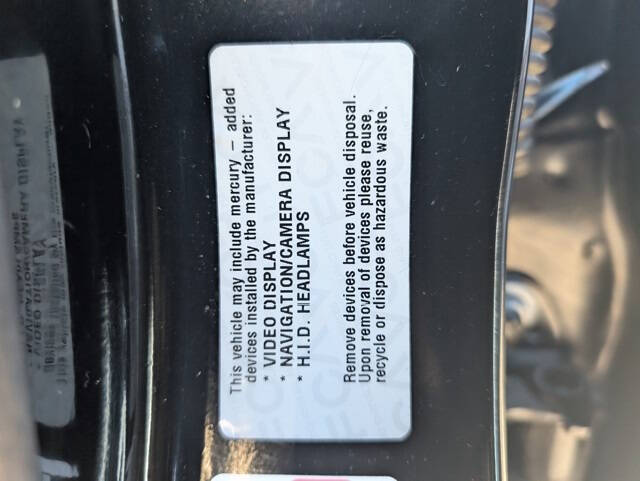 This vehicle may include mercury - added
devices installed by the manufacturer:
* VIDEO DISPLAY
* NAVIGATION/CAMERA DISPLAY
* H.I.D. HEADLAMPS
Remove devices before vehicle disposal.
Upon removal of devices please reuse,
recycle or dispose as hazardous waste.